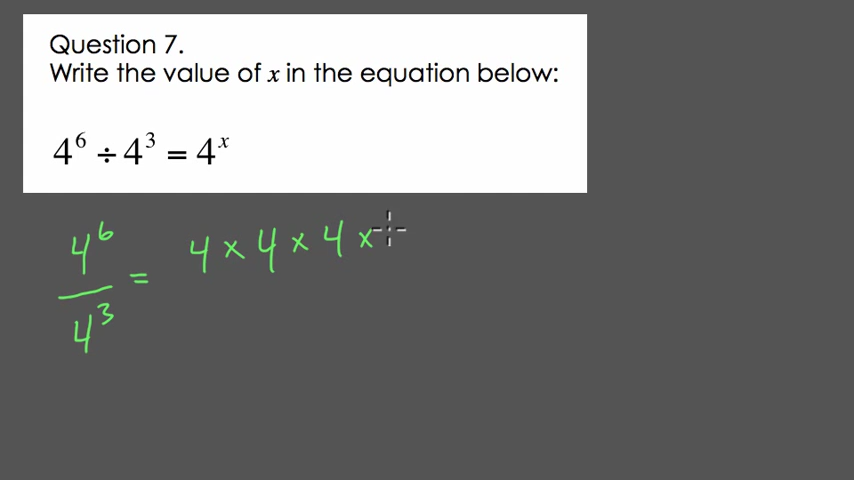 Question 7.
Write the value of x in the equation below:
4⁶ ÷ 4³ = 4ˣ
4⁶/4³ = 4 × 4 × 4 ×